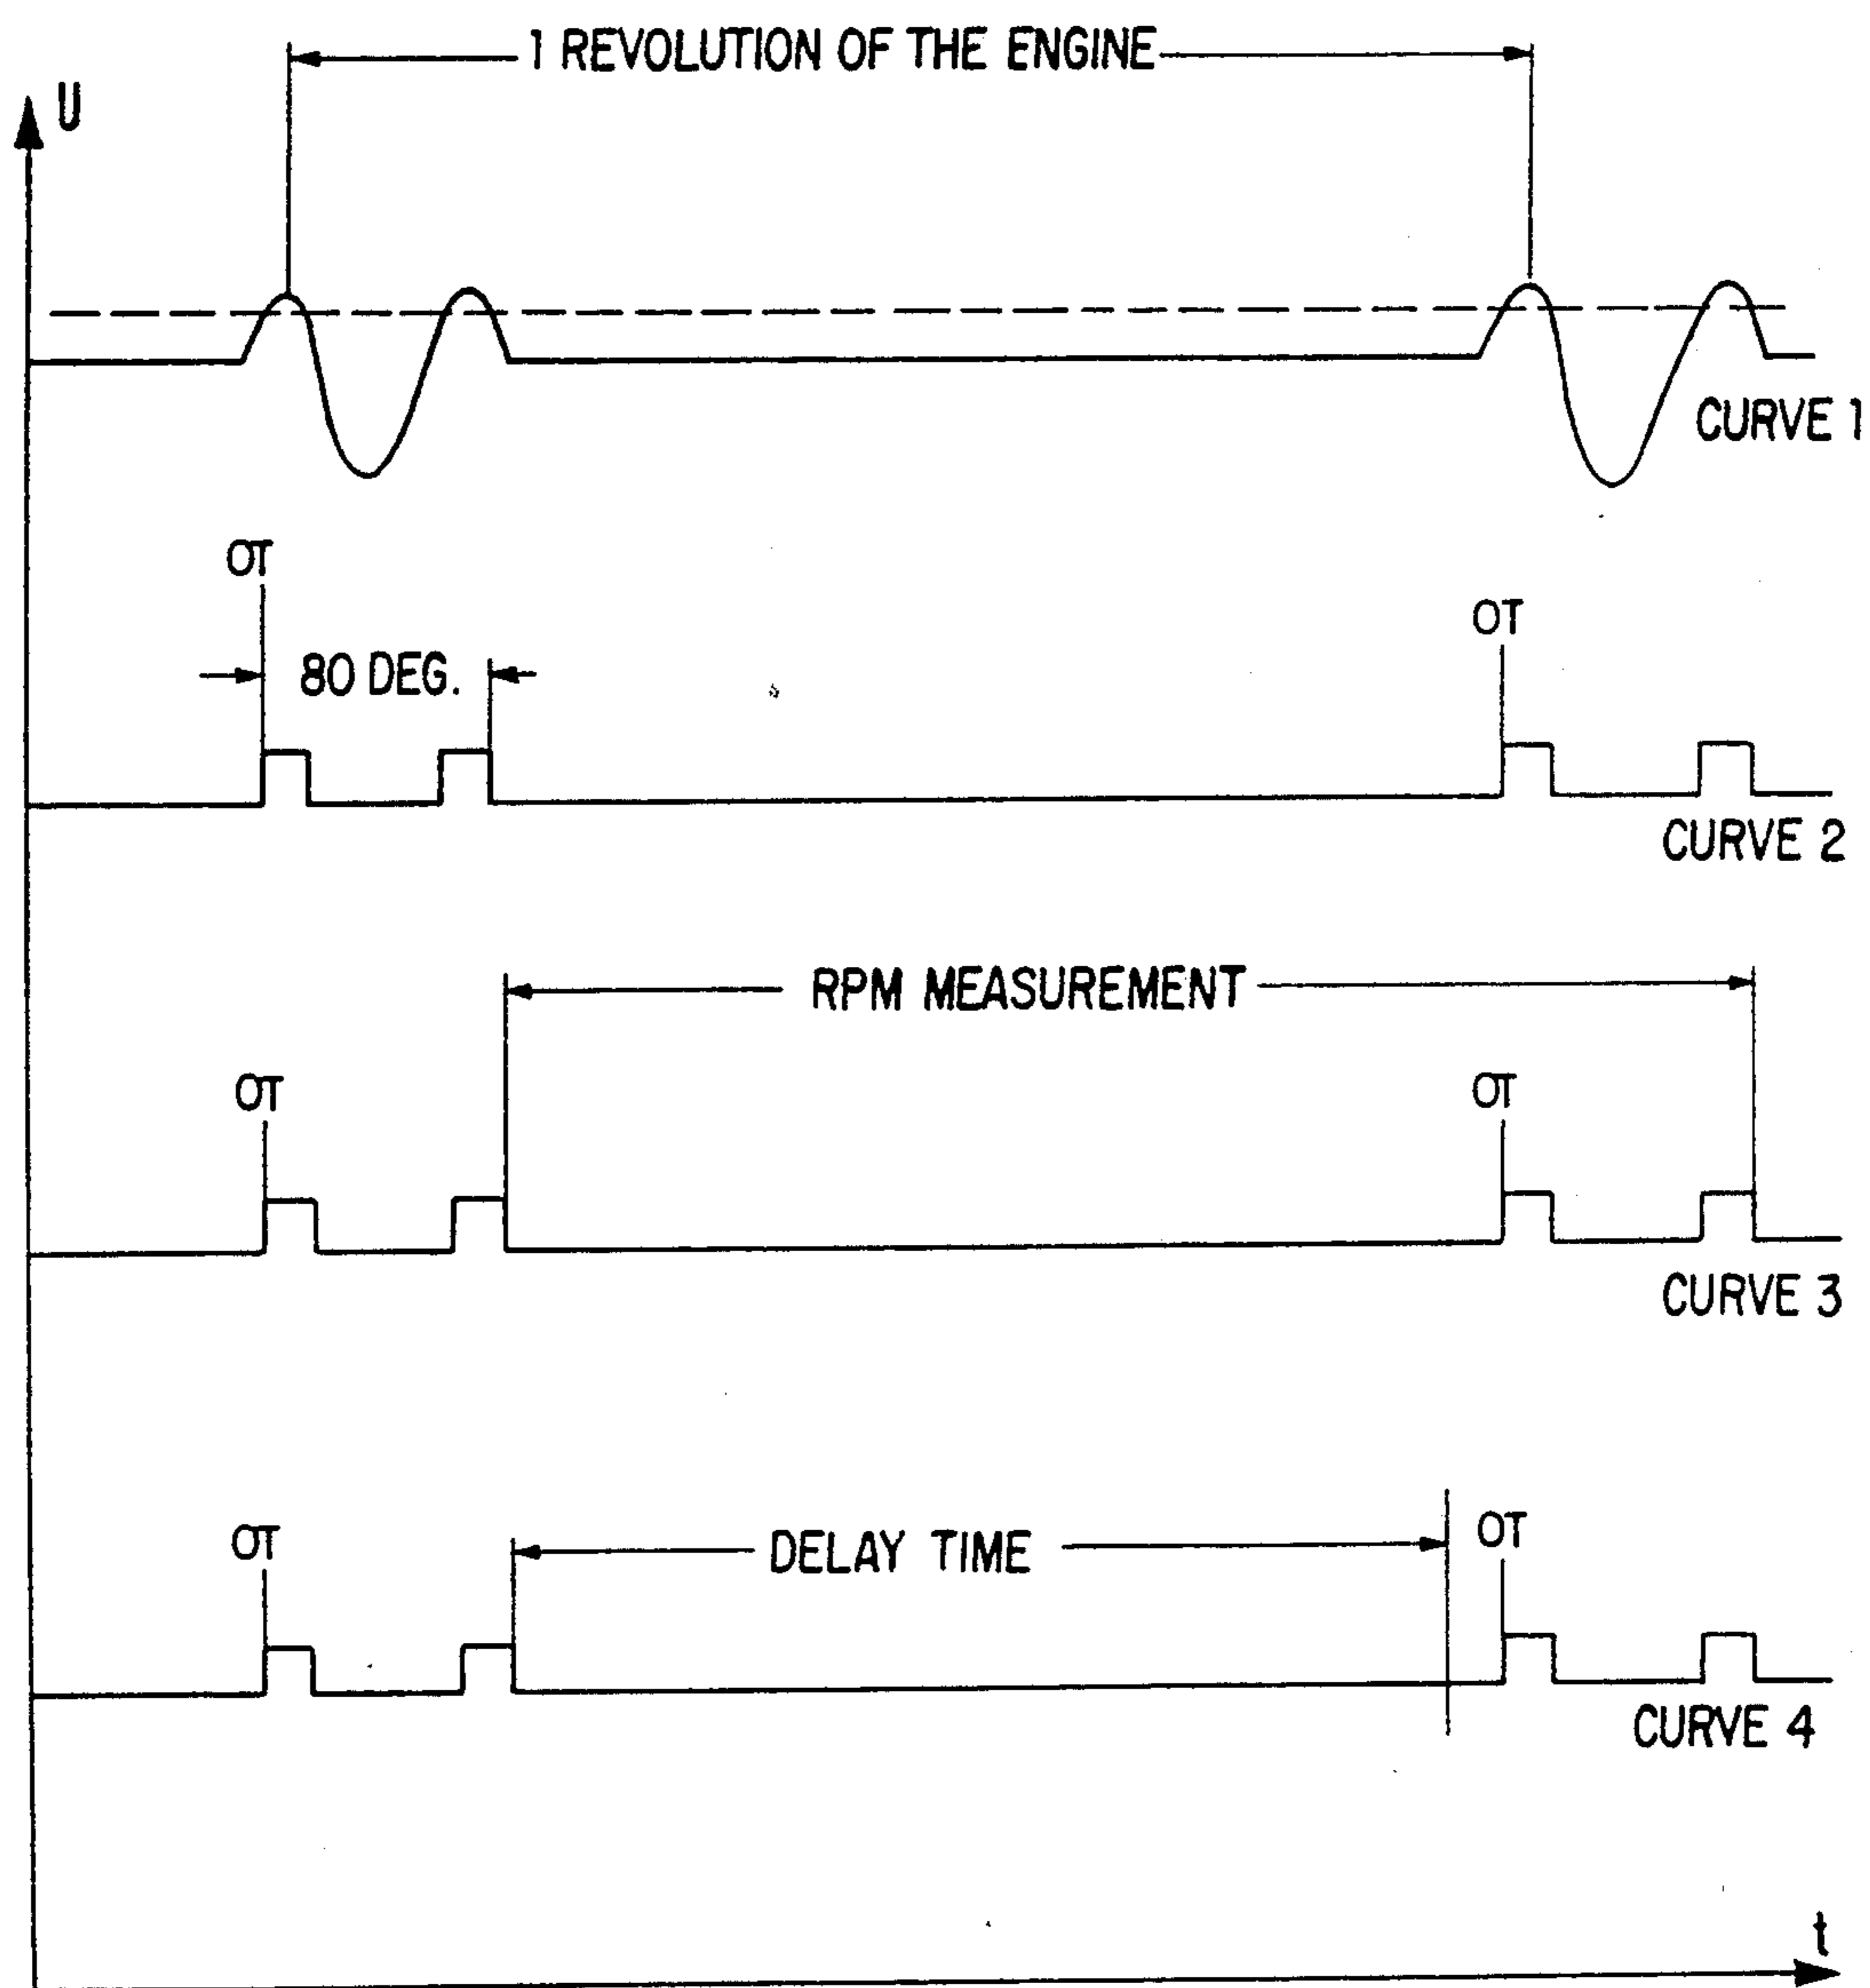 1 REVOLUTION OF THE ENGINE
U
CURVE 1
OT
OT
80 DEG.
CURVE 2
RPM MEASUREMENT
OT
OT
CURVE 3
OT
DELAY TIME
OT
CURVE 4
t